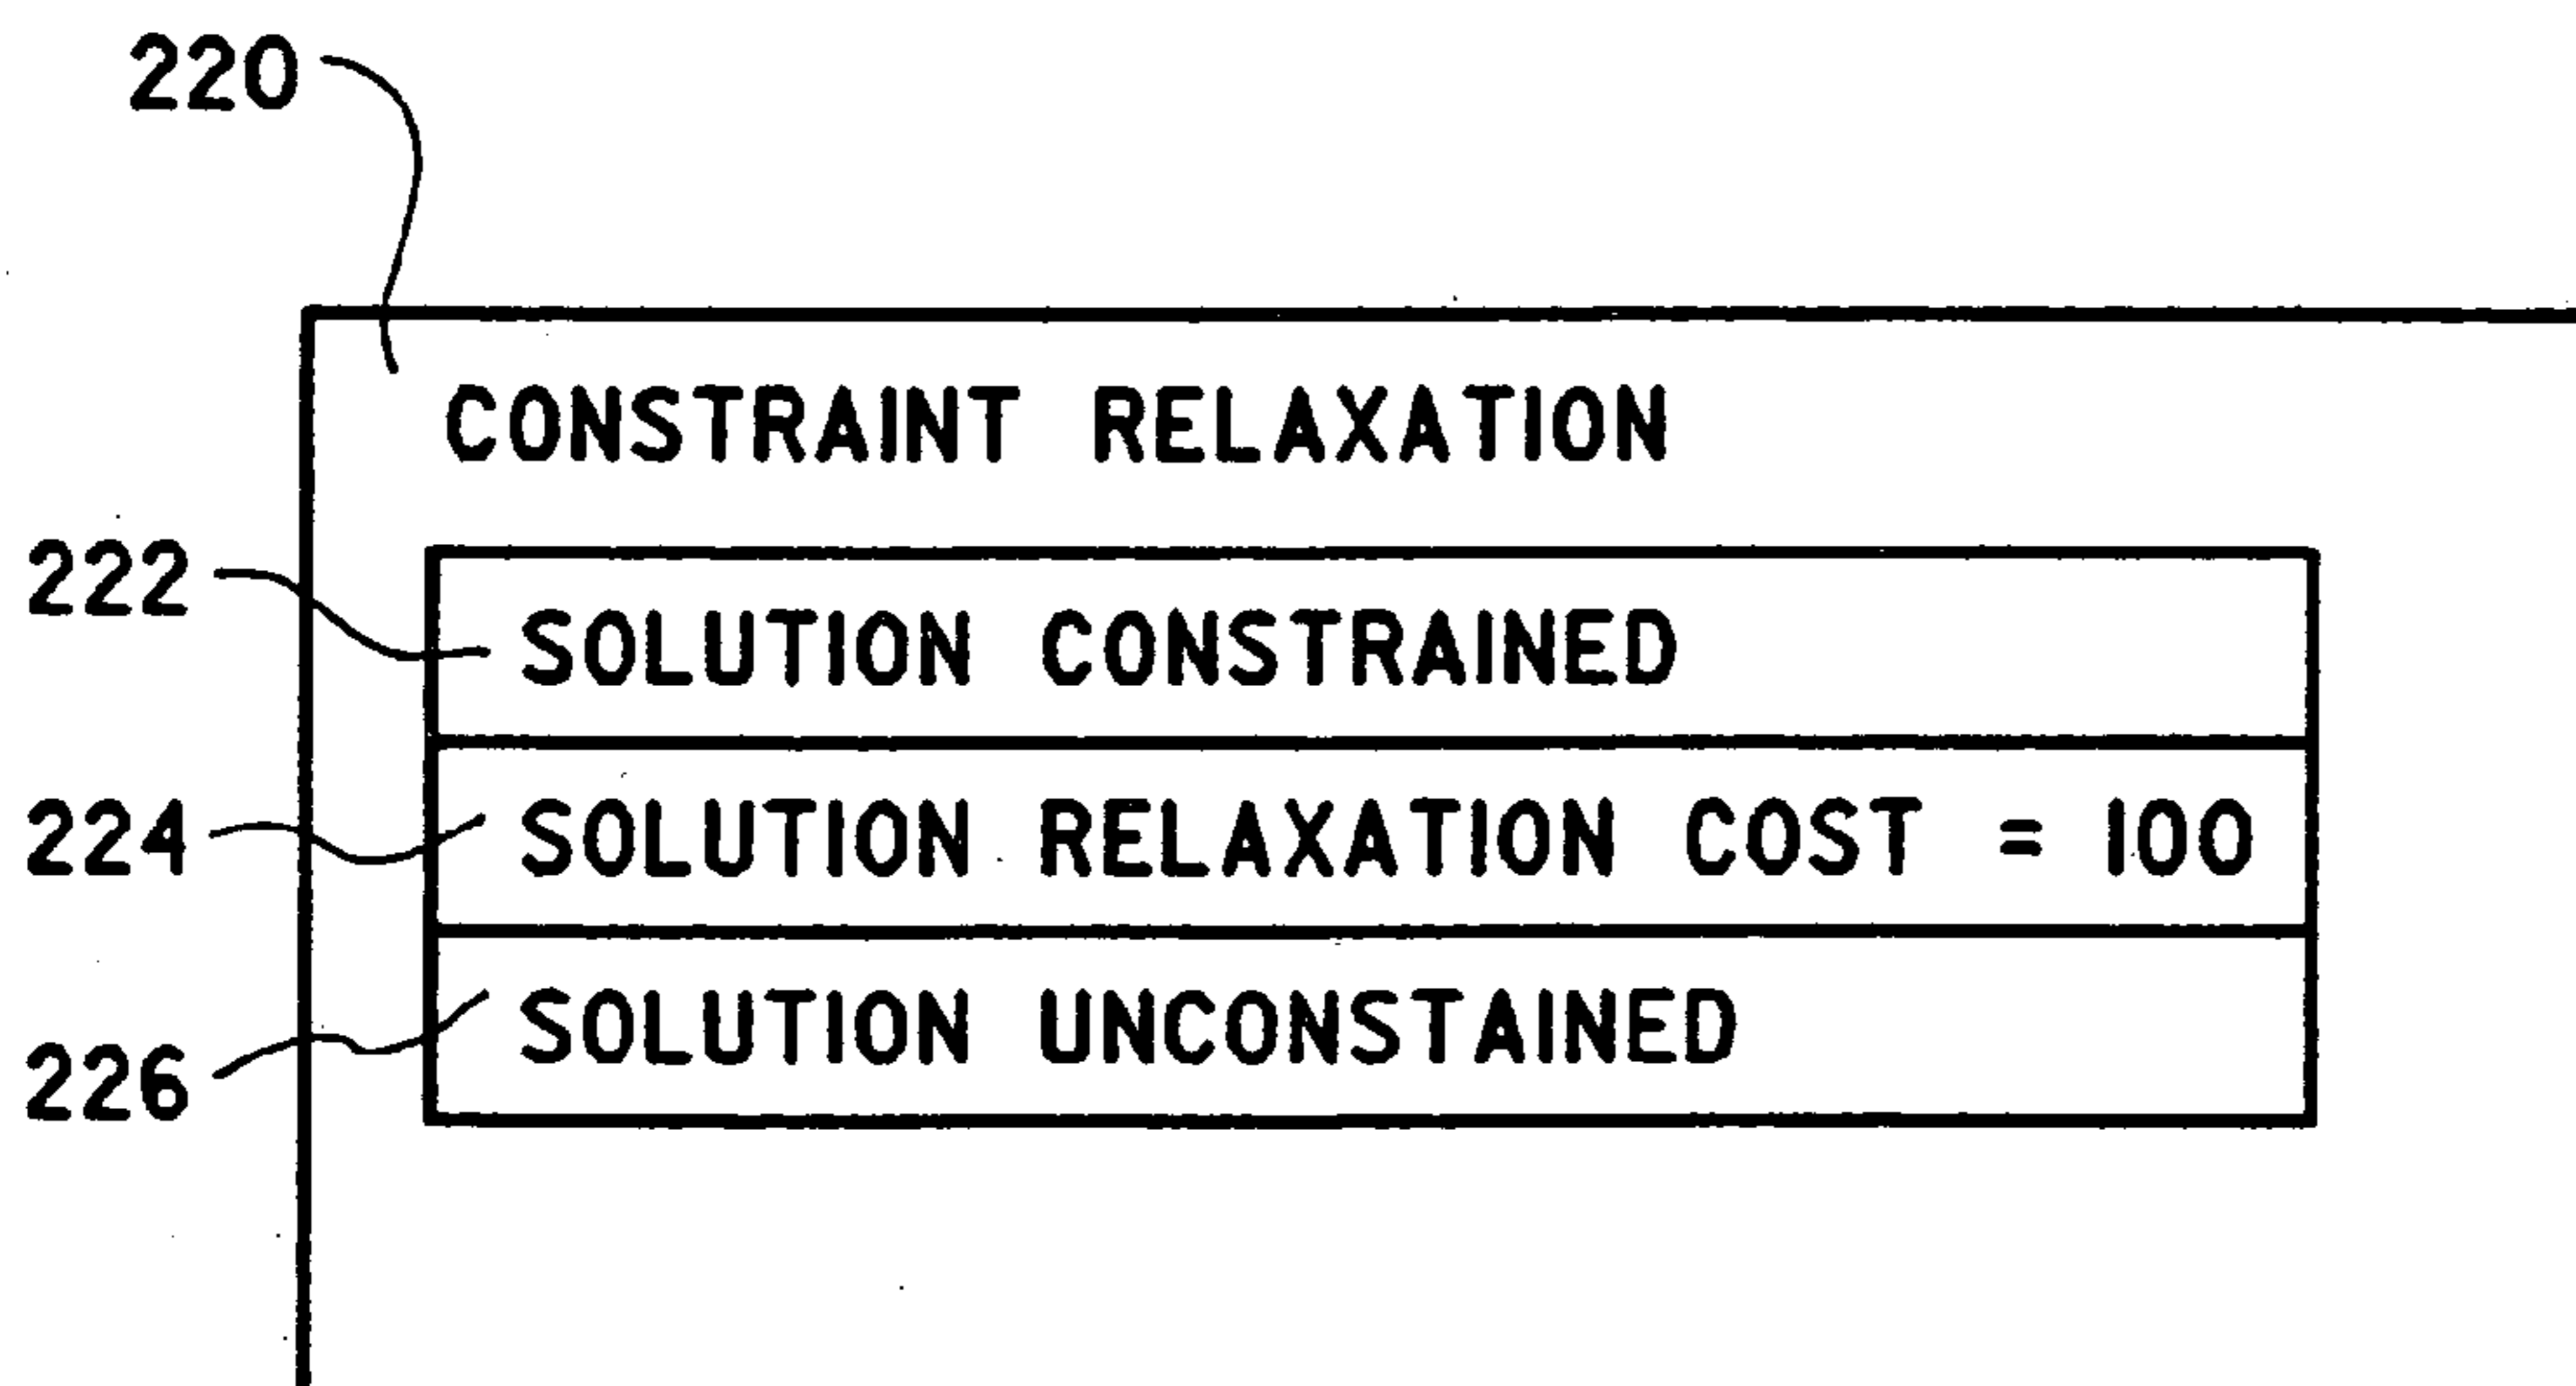 220
CONSTRAINT RELAXATION
222 SOLUTION CONSTRAINED
224 SOLUTION RELAXATION COST = 100
226 SOLUTION UNCONSTAINED